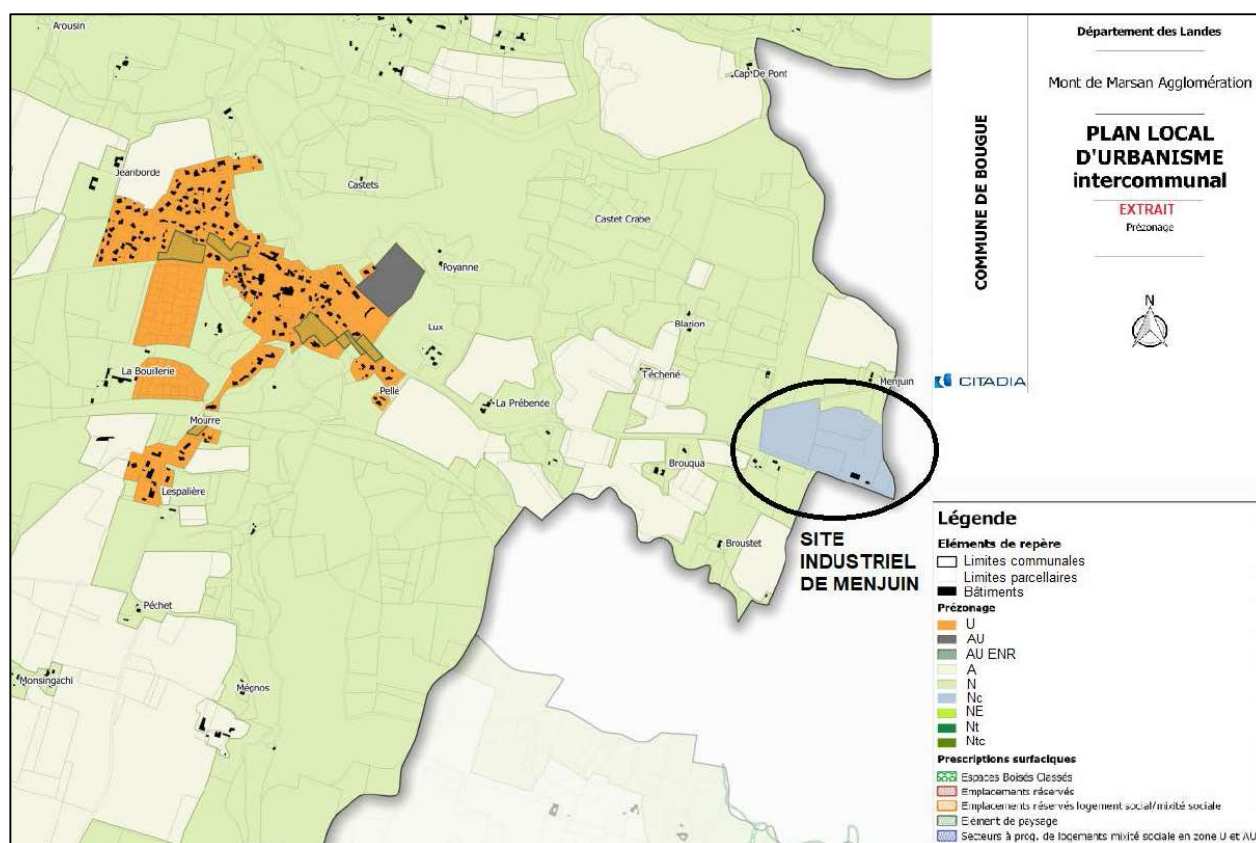 Arousin
Cap De Pont
Jeanborde
Castets
Castet Crabe
Poyanne
Lux
Blazion
La Bouillerie
Téchené
Menjuin
Pelle
La Prébende
Mourre
Brouqua
Lespalière
Broustet
SITE
INDUSTRIEL
DE MENJUIN
Péchet
Monsingachi
Mégnos
COMMUNE DE BOUGUE
Département des Landes
Mont de Marsan Agglomération
PLAN LOCAL
D'URBANISME
intercommunal
EXTRAIT
Prézonage
N
CITADIA
Légende
Eléments de repère
Limites communales
Limites parcellaires
Bâtiments
Prézonage
U
AU
AU ENR
A
N
Nc
NE
Nt
Ntc
Prescriptions surfaciques
Espaces Boisés Classés
Emplacements réservés
Emplacements réservés logement social/mixité sociale
Elément de paysage
Secteurs à prog. de logements mixité sociale en zone U et AU